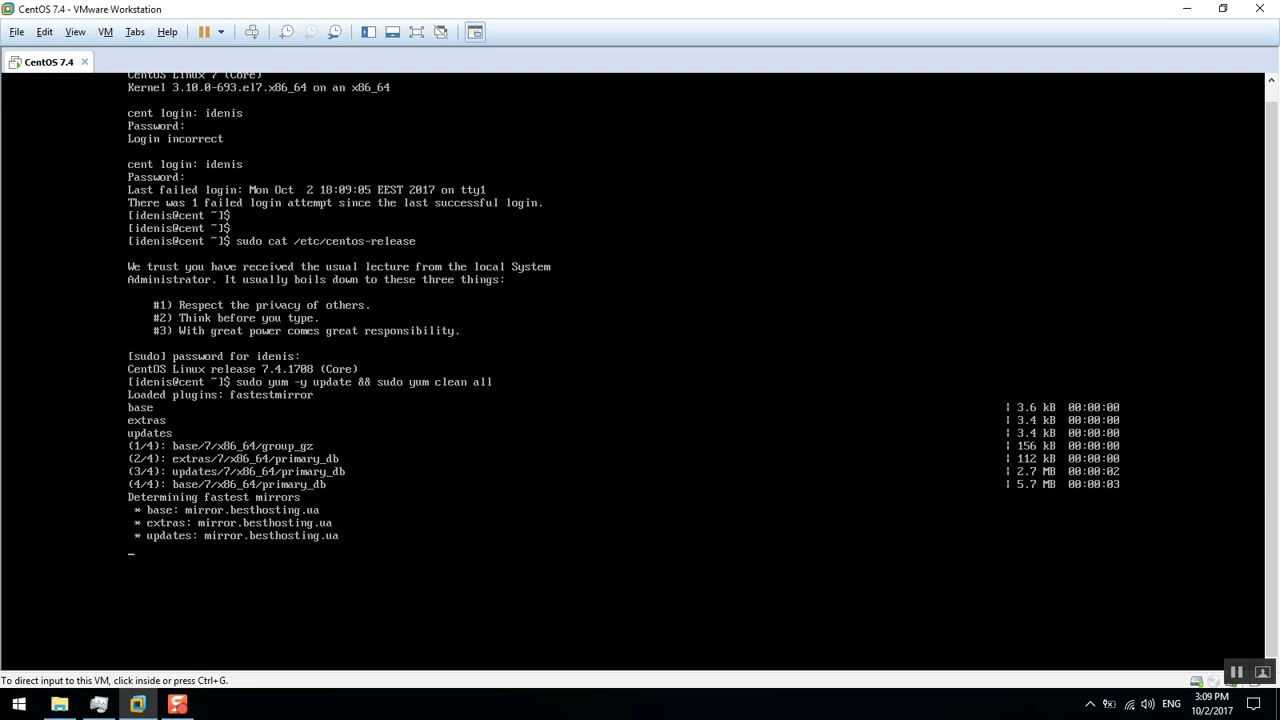 CentOS 7.4 - VMware Workstation
File Edit View VM Tabs Help
CentOS 7.4
CentOS Linux 7 (Core)
Kernel 3.10.0-693.el7.x86_64 on an x86_64
cent login: idenis
Password:
Login incorrect
cent login: idenis
Password:
Last failed login: Mon Oct  2 18:09:05 EEST 2017 on tty1
There was 1 failed login attempt since the last successful login.
[idenis@cent ~]$
[idenis@cent ~]$
[idenis@cent ~]$ sudo cat /etc/centos-release
We trust you have received the usual lecture from the local System
Administrator. It usually boils down to these three things:
#1) Respect the privacy of others.
#2) Think before you type.
#3) With great power comes great responsibility.
[sudo] password for idenis:
CentOS Linux release 7.4.1708 (Core)
[idenis@cent ~]$ sudo yum -y update && sudo yum clean all
Loaded plugins: fastestmirror
base | 3.6 kB 00:00:00
extras | 3.4 kB 00:00:00
updates | 3.4 kB 00:00:00
(1/4): base/7/x86_64/group_gz | 156 kB 00:00:00
(2/4): extras/7/x86_64/primary_db | 112 kB 00:00:00
(3/4): updates/7/x86_64/primary_db | 2.7 MB 00:00:02
(4/4): base/7/x86_64/primary_db | 5.7 MB 00:00:03
Determining fastest mirrors
* base: mirror.besthosting.ua
* extras: mirror.besthosting.ua
* updates: mirror.besthosting.ua
_
To direct input to this VM, click inside or press Ctrl+G.
ENG
3:09 PM
10/2/2017